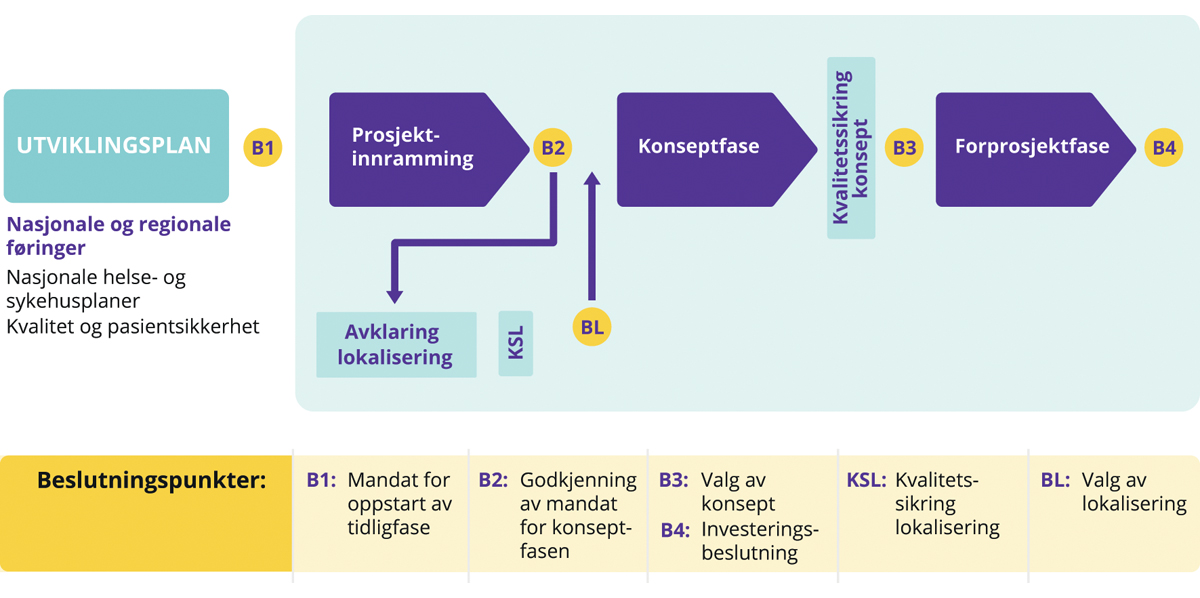 UTVIKLINGSPLAN
B1
Nasjonale og regionale
føringer
Nasjonale helse- og
sykehusplaner
Kvalitet og pasientsikkerhet
Prosjekt-
innramming
B2
Konseptfase
Kvalitetssikring
konsept
B3
Forprosjektfase
B4
Avklaring
lokalisering
KSL
BL
Beslutningspunkter:
B1: Mandat for
oppstart av
tidligfase
B2: Godkjenning
av mandat
for konsept-
fasen
B3: Valg av
konsept
B4: Investerings-
beslutning
KSL: Kvalitets-
sikring
lokalisering
BL: Valg av
lokalisering